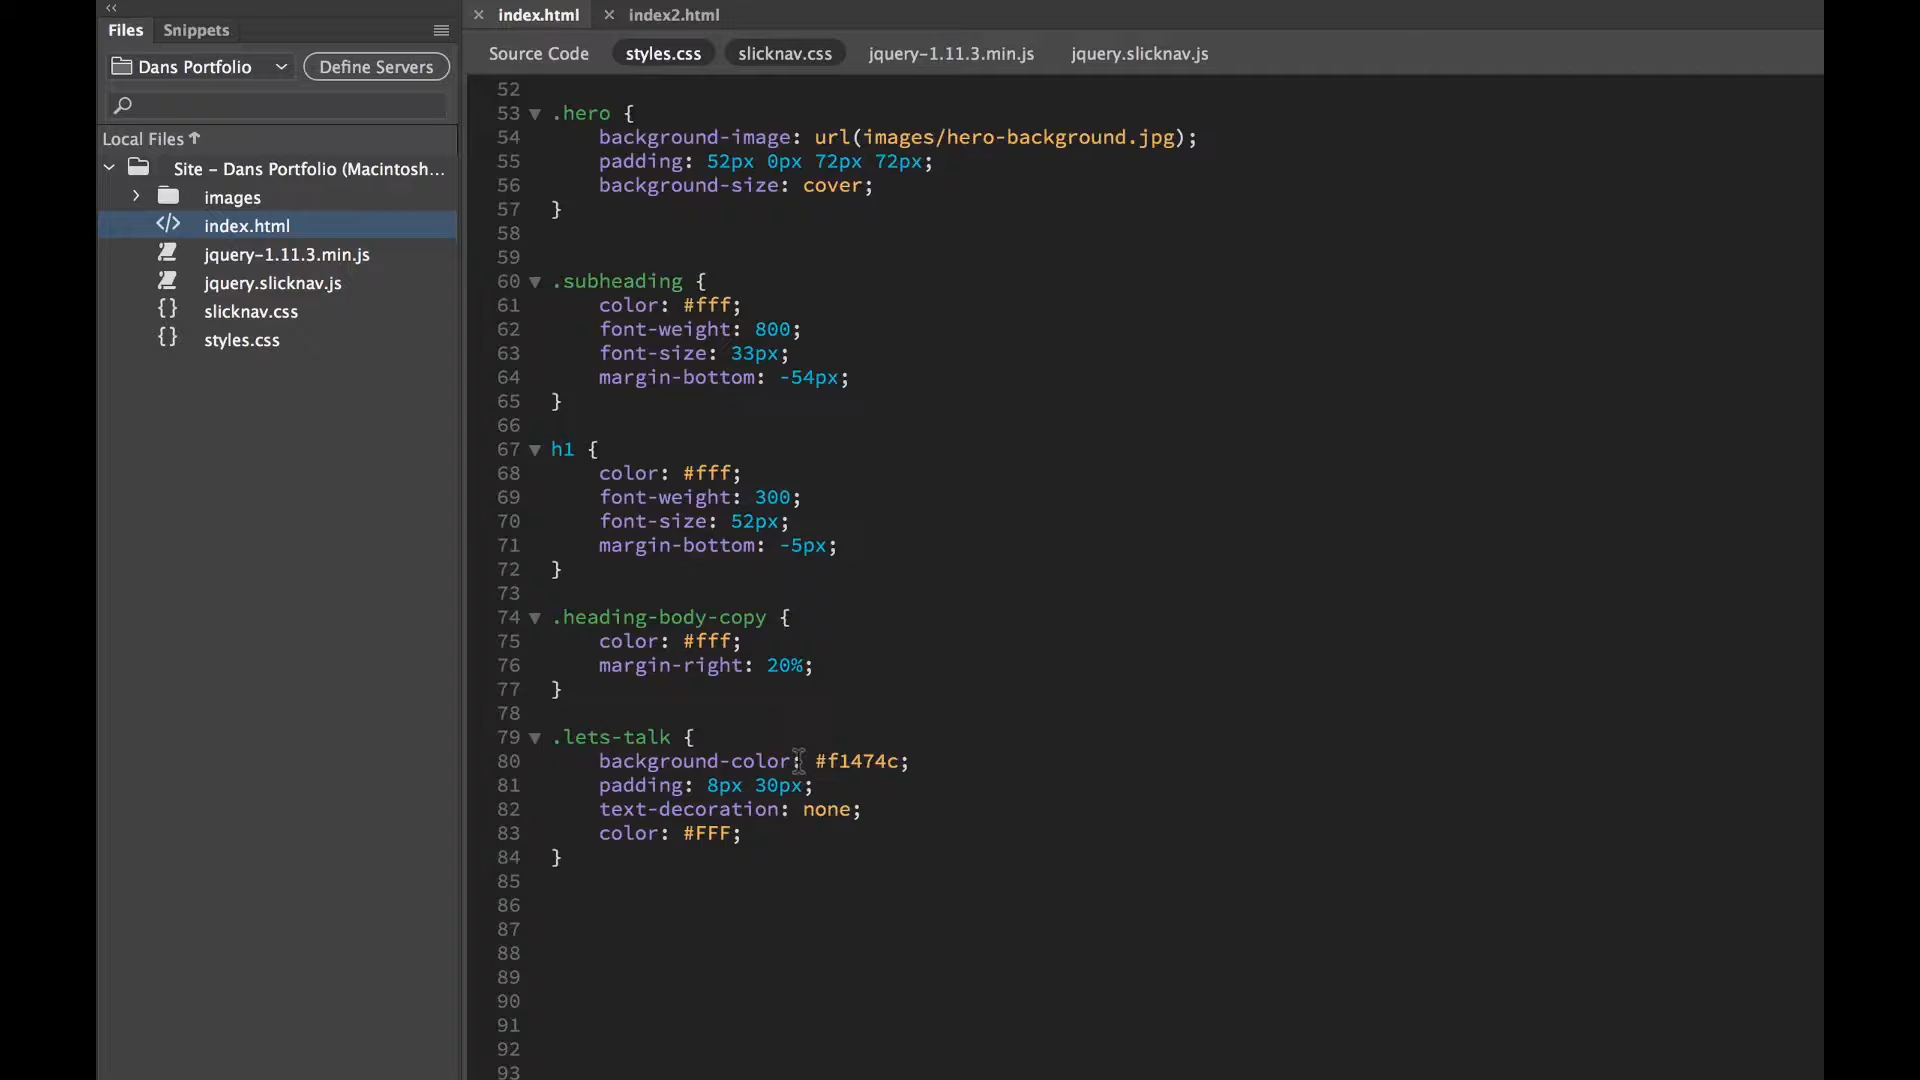 Files Snippets
Dans Portfolio Define Servers
Local Files
Site – Dans Portfolio (Macintosh...
images
index.html
jquery-1.11.3.min.js
jquery.slicknav.js
slicknav.css
styles.css
index.html index2.html
Source Code styles.css slicknav.css jquery-1.11.3.min.js jquery.slicknav.js
52
53 .hero {
54 background-image: url(images/hero-background.jpg);
55 padding: 52px 0px 72px 72px;
56 background-size: cover;
57 }
58
59
60 .subheading {
61 color: #fff;
62 font-weight: 800;
63 font-size: 33px;
64 margin-bottom: -54px;
65 }
66
67 h1 {
68 color: #fff;
69 font-weight: 300;
70 font-size: 52px;
71 margin-bottom: -5px;
72 }
73
74 .heading-body-copy {
75 color: #fff;
76 margin-right: 20%;
77 }
78
79 .lets-talk {
80 background-color: #f1474c;
81 padding: 8px 30px;
82 text-decoration: none;
83 color: #FFF;
84 }
85
86
87
88
89
90
91
92
93